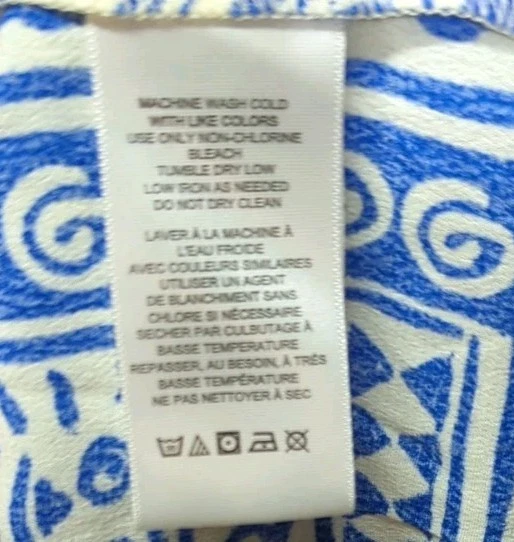 MACHINE WASH COLD
WITH LIKE COLORS
USE ONLY NON-CHLORINE
BLEACH
TUMBLE DRY LOW
LOW IRON AS NEEDED
DO NOT DRY CLEAN
LAVER À LA MACHINE À
L'EAU FROIDE
AVEC COULEURS SIMILAIRES
UTILISER UN AGENT
DE BLANCHIMENT SANS
CHLORE SI NÉCESSAIRE
SECHER PAR CULBUTAGE À
BASSE TEMPERATURE
REPASSER, AU BESOIN, À TRÈS
BASSE TEMPÉRATURE
NE PAS NETTOYER À SEC